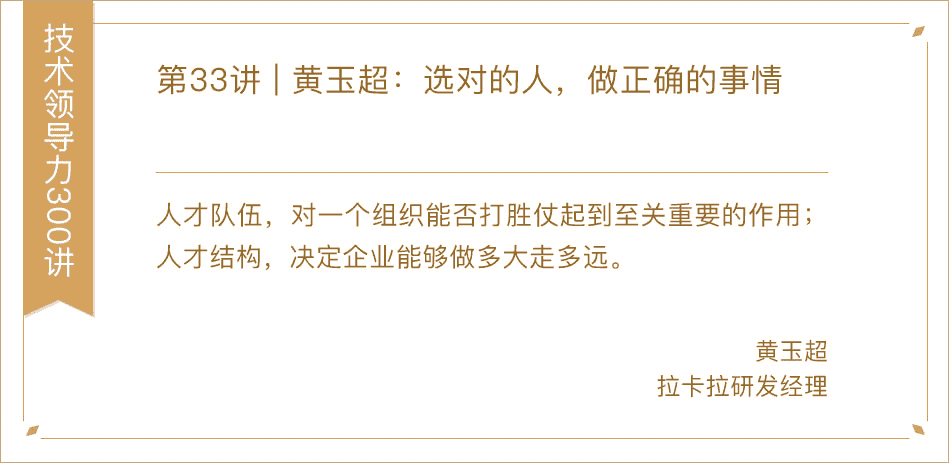 技术领导力300讲
第33讲 | 黄玉超：选对的人，做正确的事情
人才队伍，对一个组织能否打胜仗起到至关重要的作用；
人才结构，决定企业能够做多大走多远。
黄玉超
拉卡拉研发经理